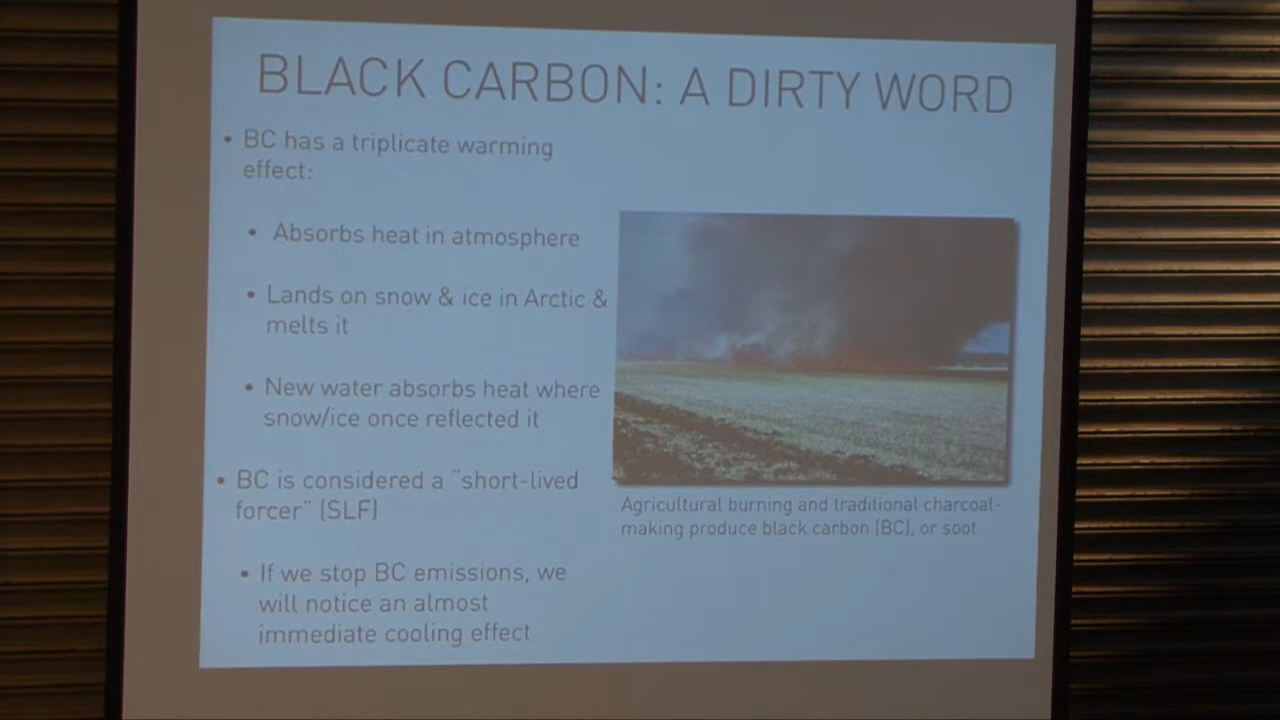 BLACK CARBON: A DIRTY WORD
• BC has a triplicate warming
effect:
• Absorbs heat in atmosphere
• Lands on snow & ice in Arctic &
melts it
• New water absorbs heat where
snow/ice once reflected it
• BC is considered a "short-lived
forcer" (SLF)
• If we stop BC emissions, we
will notice an almost
immediate cooling effect
Agricultural burning and traditional charcoal-
making produce black carbon (BC), or soot